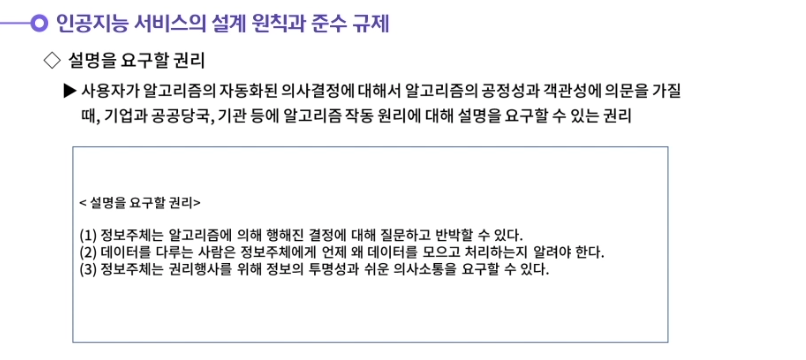 인공지능 서비스의 설계 원칙과 준수 규제
◇ 설명을 요구할 권리
▶ 사용자가 알고리즘의 자동화된 의사결정에 대해서 알고리즘의 공정성과 객관성에 의문을 가질
때, 기업과 공공당국, 기관 등에 알고리즘 작동 원리에 대해 설명을 요구할 수 있는 권리
< 설명을 요구할 권리>
(1) 정보주체는 알고리즘에 의해 행해진 결정에 대해 질문하고 반박할 수 있다.
(2) 데이터를 다루는 사람은 정보주체에게 언제 왜 데이터를 모으고 처리하는지 알려야 한다.
(3) 정보주체는 권리행사를 위해 정보의 투명성과 쉬운 의사소통을 요구할 수 있다.